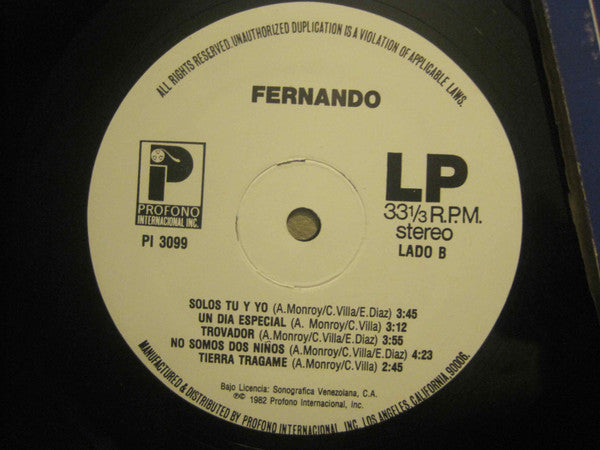 ALL RIGHTS RESERVED. UNAUTHORIZED DUPLICATION IS A VIOLATION OF APPLICABLE LAWS.
FERNANDO
PROFONO
INTERNACIONAL INC.
PI 3099
LP
33 1/3 R.P.M.
stereo
LADO B
SOLOS TU Y YO (A.Monroy/C.Villa/E.Diaz) 3:45
UN DIA ESPECIAL (A. Monroy/C.Villa) 3:12
TROVADOR (A.Monroy/C.Villa/E.Diaz) 3:55
NO SOMOS DOS NIÑOS (A.Monroy/C.Villa/E.Diaz) 4:23
TIERRA TRAGAME (A.Monroy/C.Villa) 2:45
Bajo Licencia: Sonografica Venezolana, C.A.
℗© 1982 Profono Internacional, Inc.
MANUFACTURED & DISTRIBUTED BY PROFONO INTERNACIONAL INC. LOS ANGELES, CALIFORNIA, 90006.